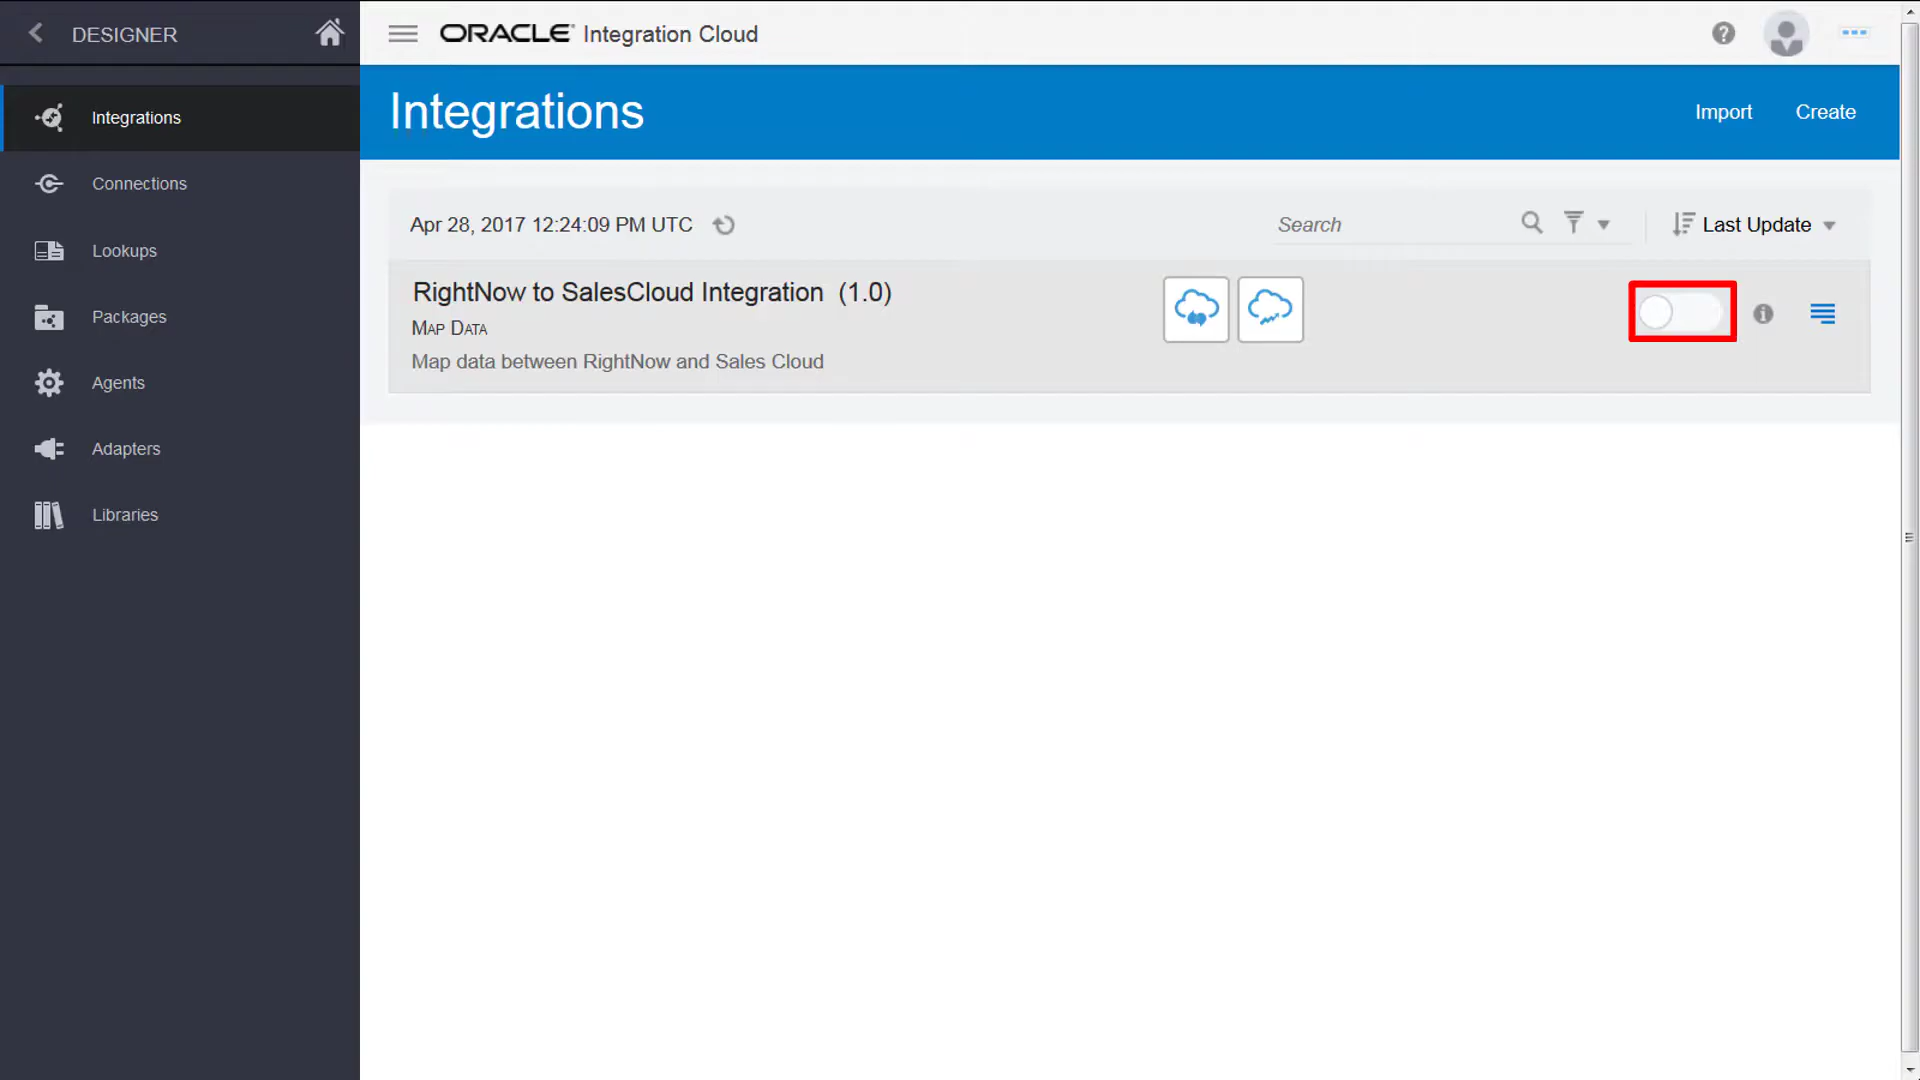 DESIGNER
ORACLE Integration Cloud
Integrations
Connections
Lookups
Packages
Agents
Adapters
Libraries
Integrations
Import
Create
Apr 28, 2017 12:24:09 PM UTC
Search
Last Update
RightNow to SalesCloud Integration (1.0)
MAP DATA
Map data between RightNow and Sales Cloud